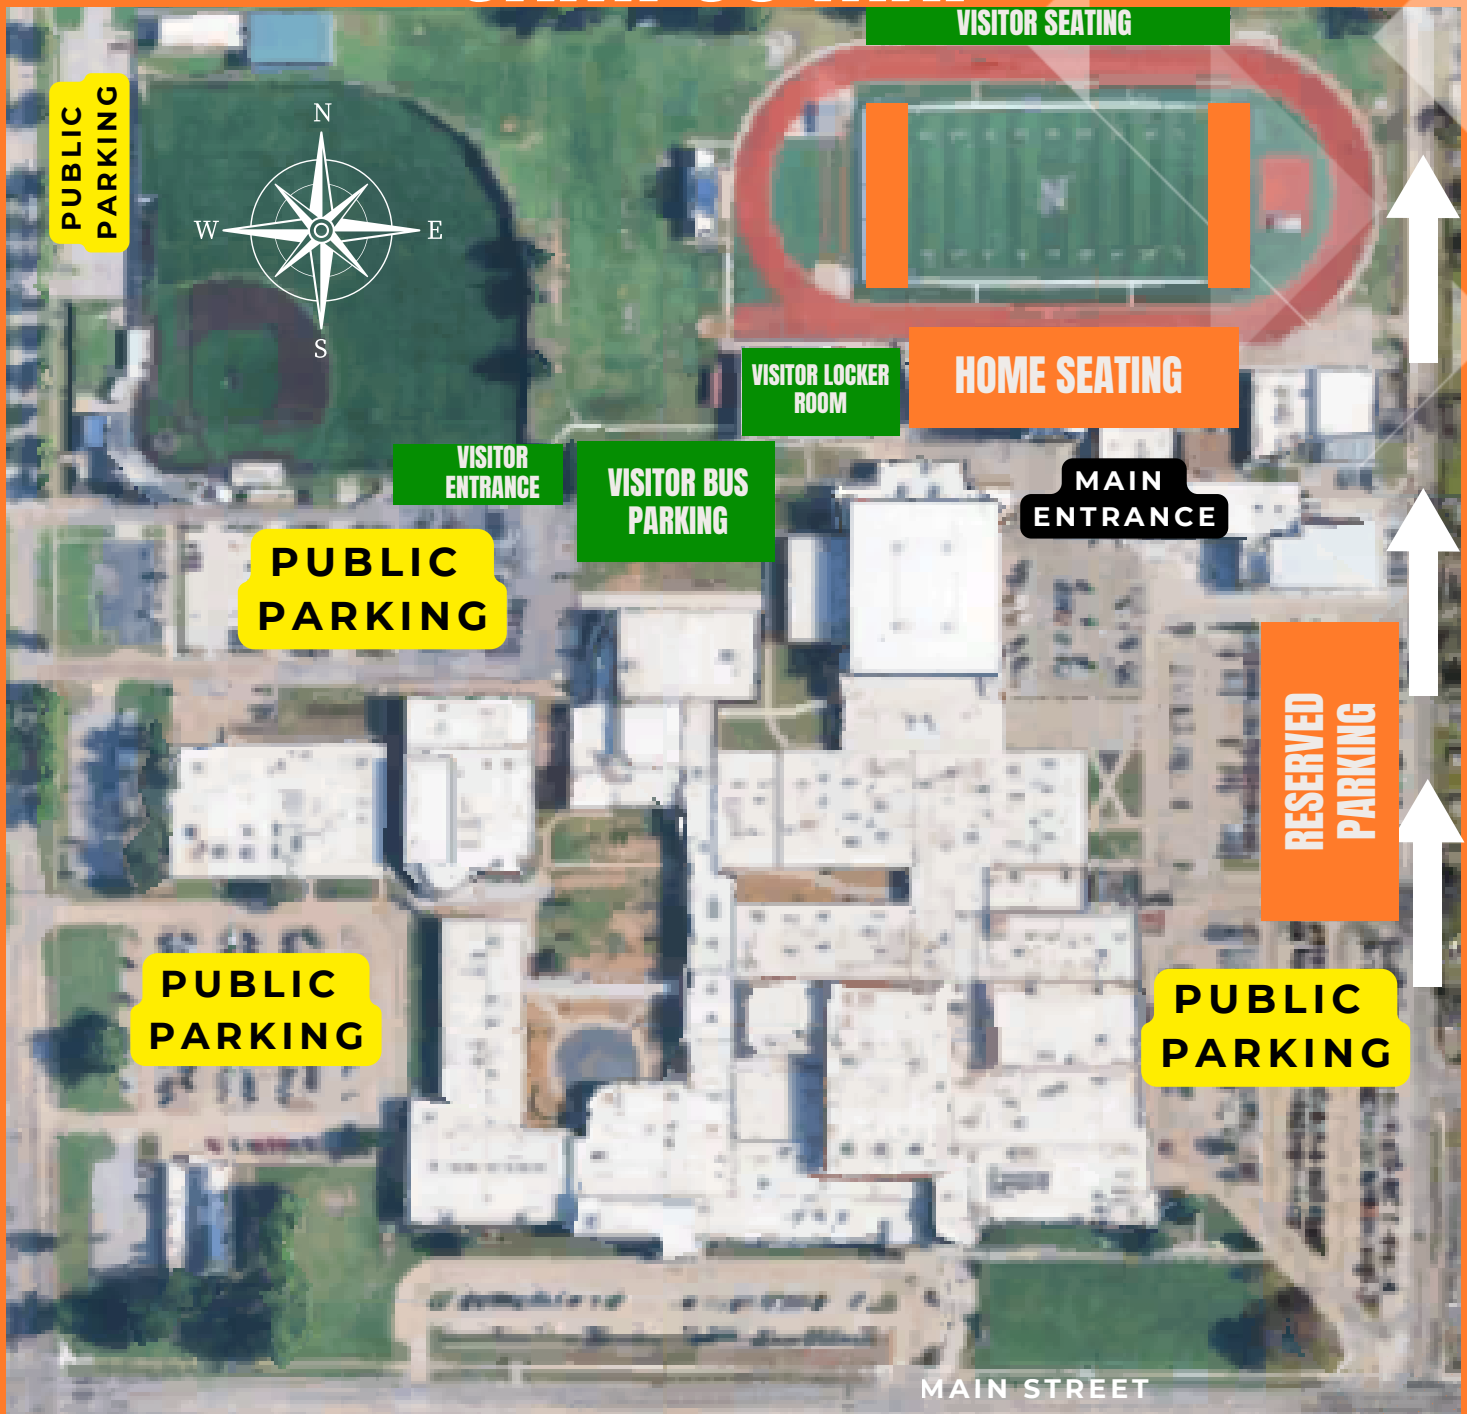 VISITOR SEATING
PUBLIC
PARKING
N
W
E
S
VISITOR LOCKER
ROOM
HOME SEATING
VISITOR
ENTRANCE
VISITOR BUS
PARKING
MAIN
ENTRANCE
PUBLIC
PARKING
RESERVED
PARKING
PUBLIC
PARKING
PUBLIC
PARKING
MAIN STREET